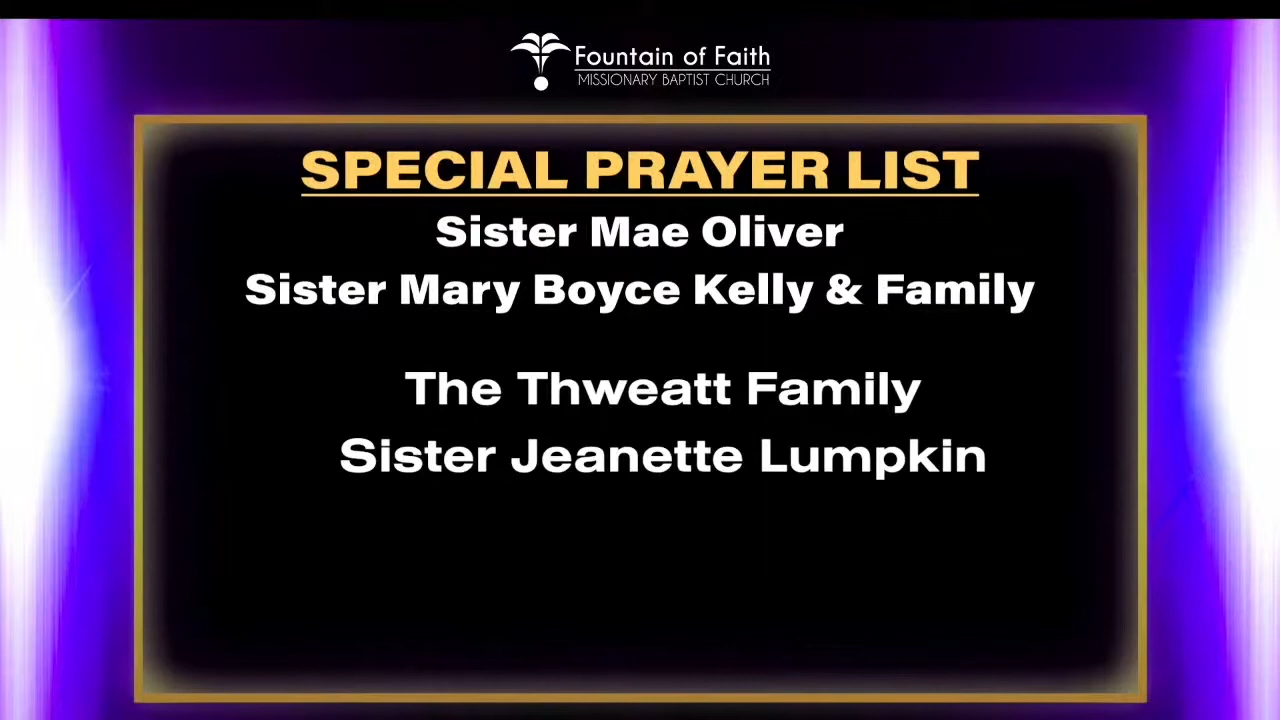 Fountain of Faith
MISSIONARY BAPTIST CHURCH
SPECIAL PRAYER LIST
Sister Mae Oliver
Sister Mary Boyce Kelly & Family
The Thweatt Family
Sister Jeanette Lumpkin